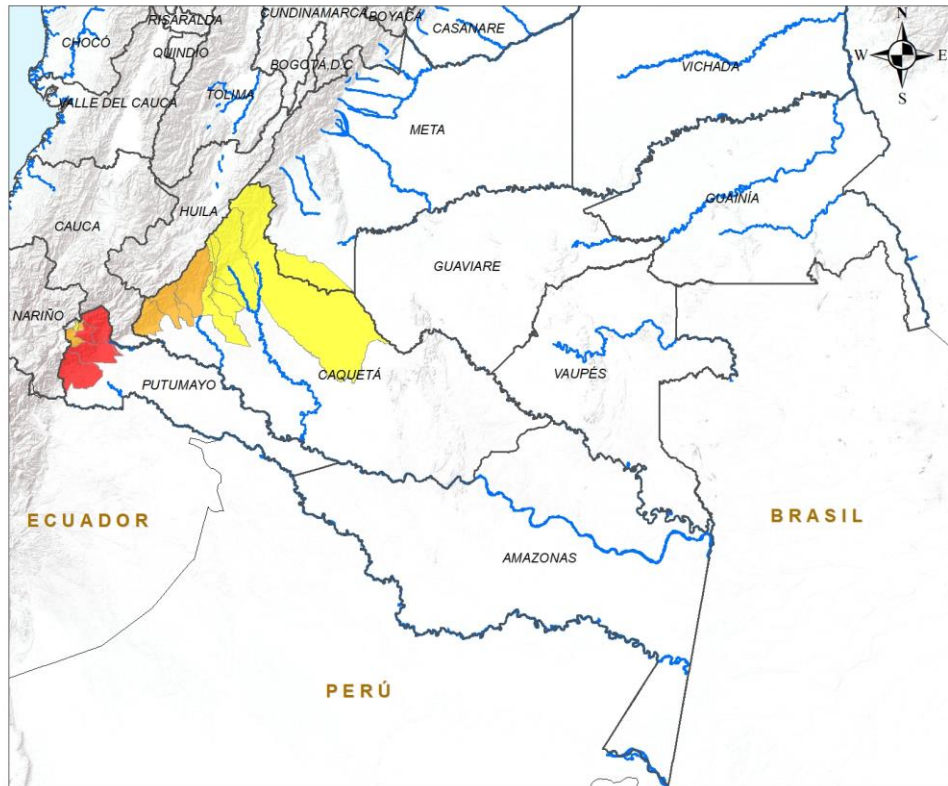 CUNDINAMARCA
BOYACÁ
RISARALDA
CASANARE
N
CHOCÓ
QUINDÍO
BOGOTÁ D.C
W
E
VICHADA
S
VALLE DEL CAUCA
TOLIMA
META
GUAINÍA
HUILA
CAUCA
GUAVIARE
NARIÑO
CAQUETÁ
VAUPÉS
PUTUMAYO
ECUADOR
BRASIL
AMAZONAS
PERÚ